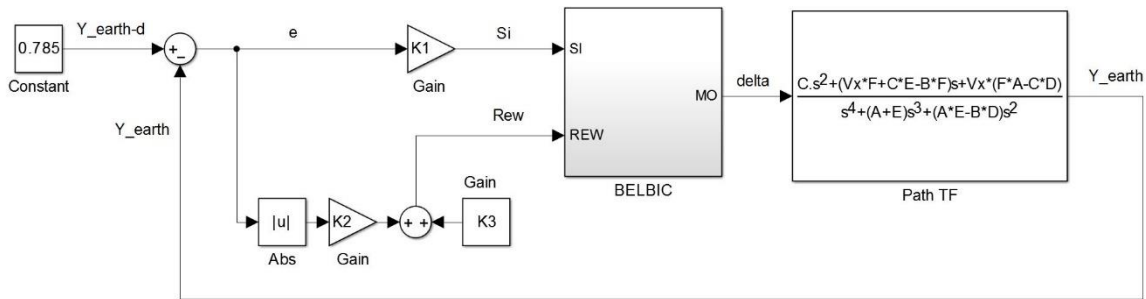 0.785
Constant
Y_earth-d
+
-
e
K1
Gain
Si
SI
REW
MO
BELBIC
delta
C.s²+(Vx*F+C*E-B*F)s+Vx*(F*A-C*D)
s⁴+(A+E)s³+(A*E-B*D)s²
Path TF
Y_earth
Y_earth
Rew
|u|
Abs
K2
Gain
+ +
Gain
K3